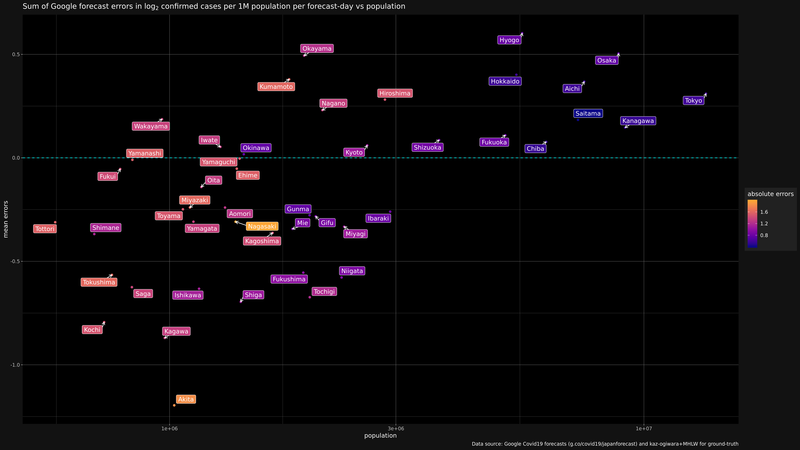 Sum of Google forecast errors in log2 confirmed cases per 1M population per forecast-day vs population
Hyogo
Okayama
0.5
Osaka
Hokkaido
Kumamoto
Aichi
Hiroshima
Tokyo
Nagano
Saitama
Kanagawa
Wakayama
Iwate
Fukuoka
Okinawa
Shizuoka
Chiba
Yamanashi
Kyoto
0.0
Yamaguchi
Fukui
Ehime
Oita
absolute errors
Miyazaki
1.6
Gunma
1.2
Toyama
Aomori
0.8
Ibaraki
Mie
Gifu
mean errors
Tottori
Shimane
Yamagata
Nagasaki
Miyagi
Kagoshima
-0.5
Niigata
Tokushima
Fukushima
Saga
Ishikawa
Shiga
Tochigi
Kochi
Kagawa
-1.0
Akita
1e+06
3e+06
1e+07
population
Data source: Google Covid19 forecasts (g.co/covid19/japanforecast) and kaz-ogiwara+MHLW for ground-truth